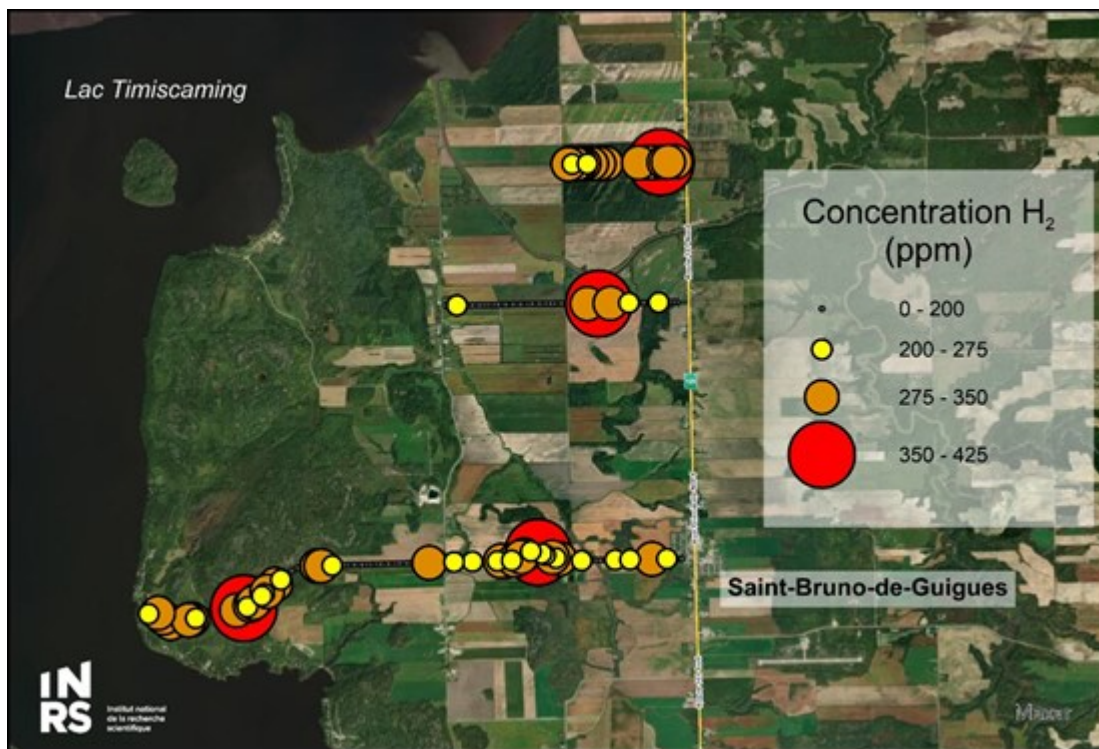 Lac Timiscaming
Concentration H₂
(ppm)
0 - 200
200 - 275
275 - 350
350 - 425
Saint-Bruno-de-Guigues
INRS
Institut national
de la recherche
scientifique
Maxar